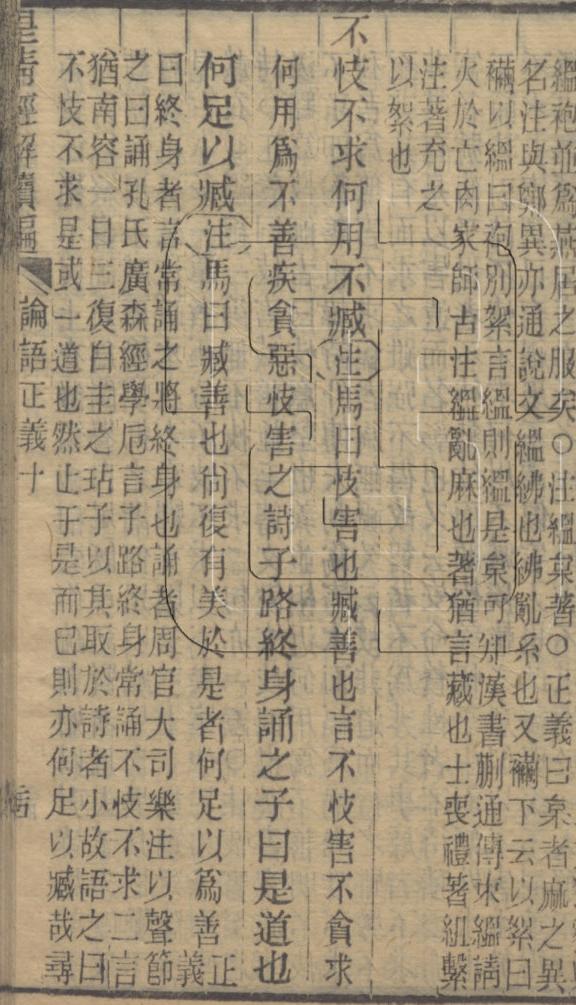 縕袍並爲燕居之服矣○注縕枲著○正義曰枲者麻之異
名注與鄭異亦通說文縕紼也紼亂系也又襺下云以絮曰
襺以縕曰袍別絮言縕則縕是枲可知漢書蒯通傳束縕請
火於亡肉家師古注縕亂麻也著猶言藏也士喪禮著組繫
注著充之
以絮也
不忮不求何用不臧注馬曰忮害也臧善也言不忮害不貪求
何用爲不善疾貪惡忮害之詩子路終身誦之子曰是道也
何足以臧注馬曰臧善也尙復有美於是者何足以爲善正義
曰終身者言常誦之將終身也誦者周官大司樂注以聲節
之曰誦孔氏廣森經學卮言子路終身常誦不忮不求二言
猶南容一日三復白圭之玷子以其取於詩者小故語之曰
不忮不求是或一道也然止于是而已則亦何足以臧哉尋
皇淸經解續編
論語正義十